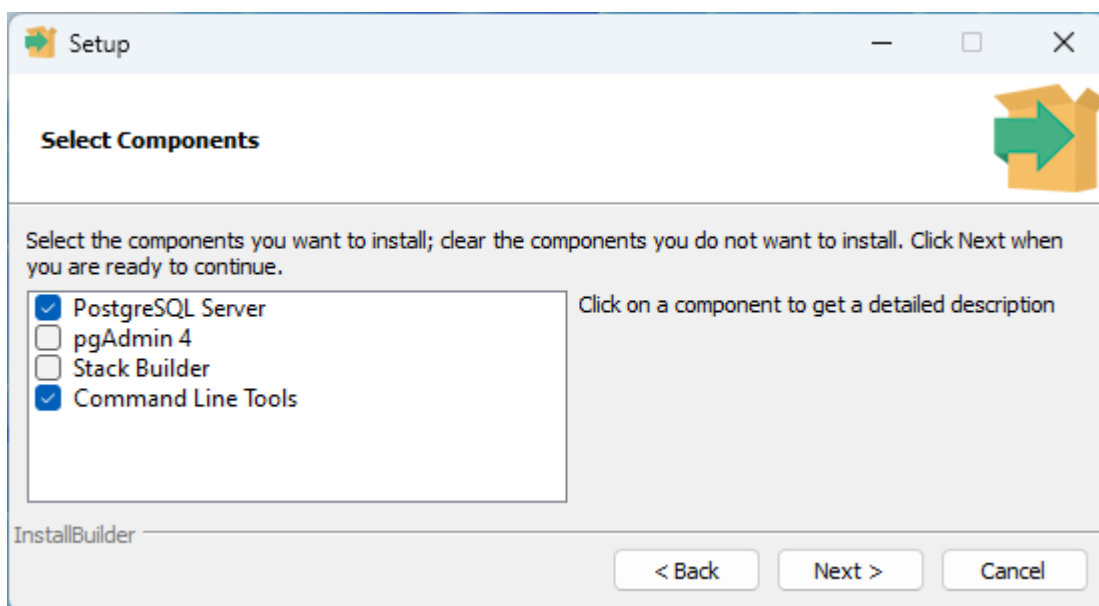 Setup
Select Components
Select the components you want to install; clear the components you do not want to install. Click Next when
you are ready to continue.
PostgreSQL Server
pgAdmin 4
Stack Builder
Command Line Tools
Click on a component to get a detailed description
InstallBuilder
< Back
Next >
Cancel